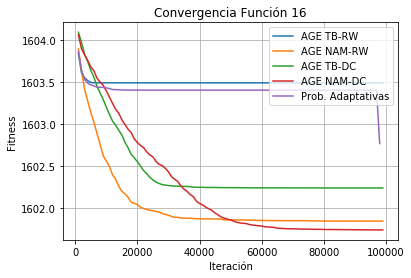 Convergencia Función 16
AGE TB-RW
AGE NAM-RW
AGE TB-DC
AGE NAM-DC
Prob. Adaptativas
Fitness
1604.0
1603.5
1603.0
1602.5
1602.0
0
20000
40000
60000
80000
100000
Iteración